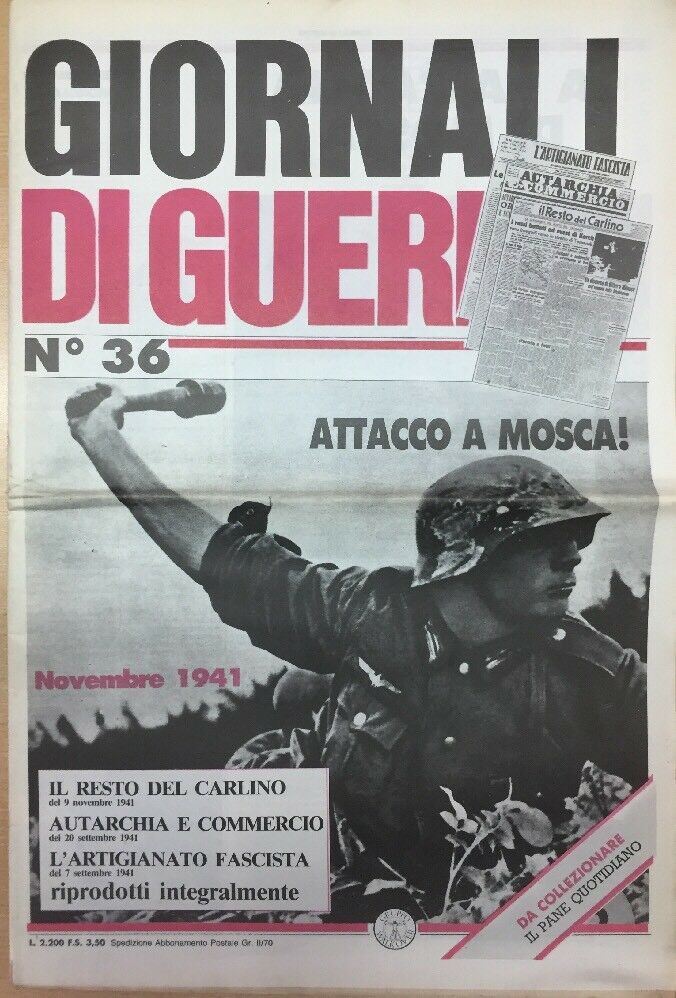 GIORNALI
DI GUER
L'ARTIGIANATO FASCISTA
AUTARCHIA
E COMMERCIO
il Resto del Carlino
N° 36
ATTACCO A MOSCA!
Novembre 1941
IL RESTO DEL CARLINO
del 9 novembre 1941
AUTARCHIA E COMMERCIO
del 20 settembre 1941
L'ARTIGIANATO FASCISTA
del 7 settembre 1941
riprodotti integralmente
DA COLLEZIONARE
IL PANE QUOTIDIANO
GRUPPO
WALKOVER
L. 2.200 F.S. 3,50 Spedizione Abbonamento Postale Gr. II/70